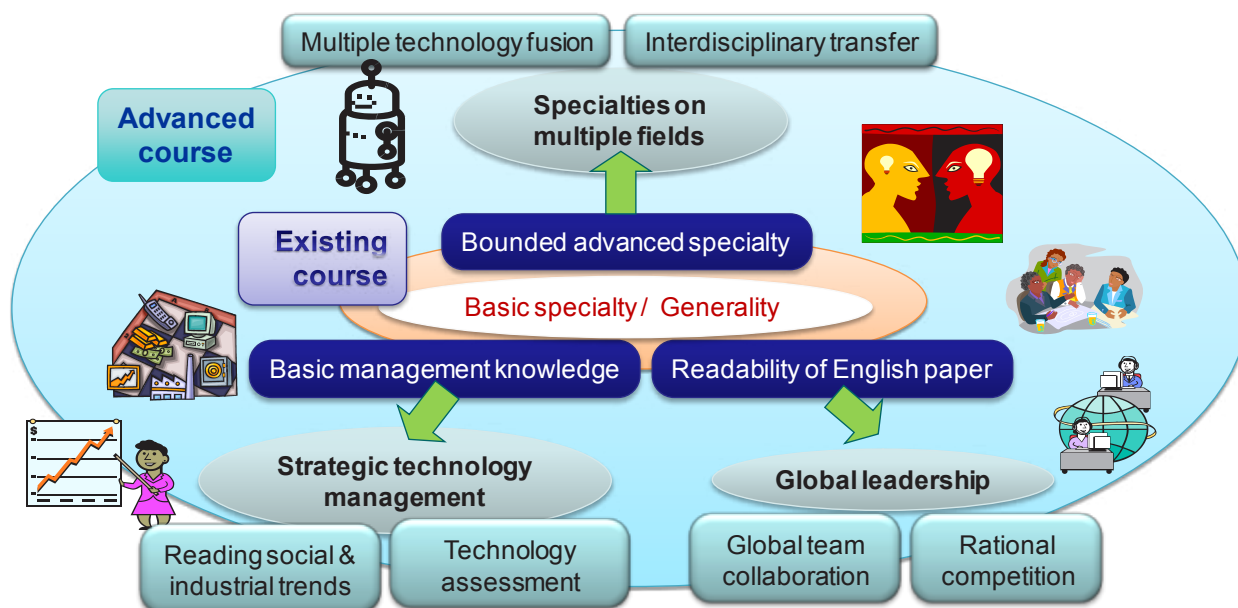 Multiple technology fusion
Interdisciplinary transfer
Advanced
course
Specialties on
multiple fields
Existing
course
Bounded advanced specialty
Basic specialty / Generality
Basic management knowledge
Readability of English paper
$
Strategic technology
management
Global leadership
Reading social &
industrial trends
Technology
assessment
Global team
collaboration
Rational
competition